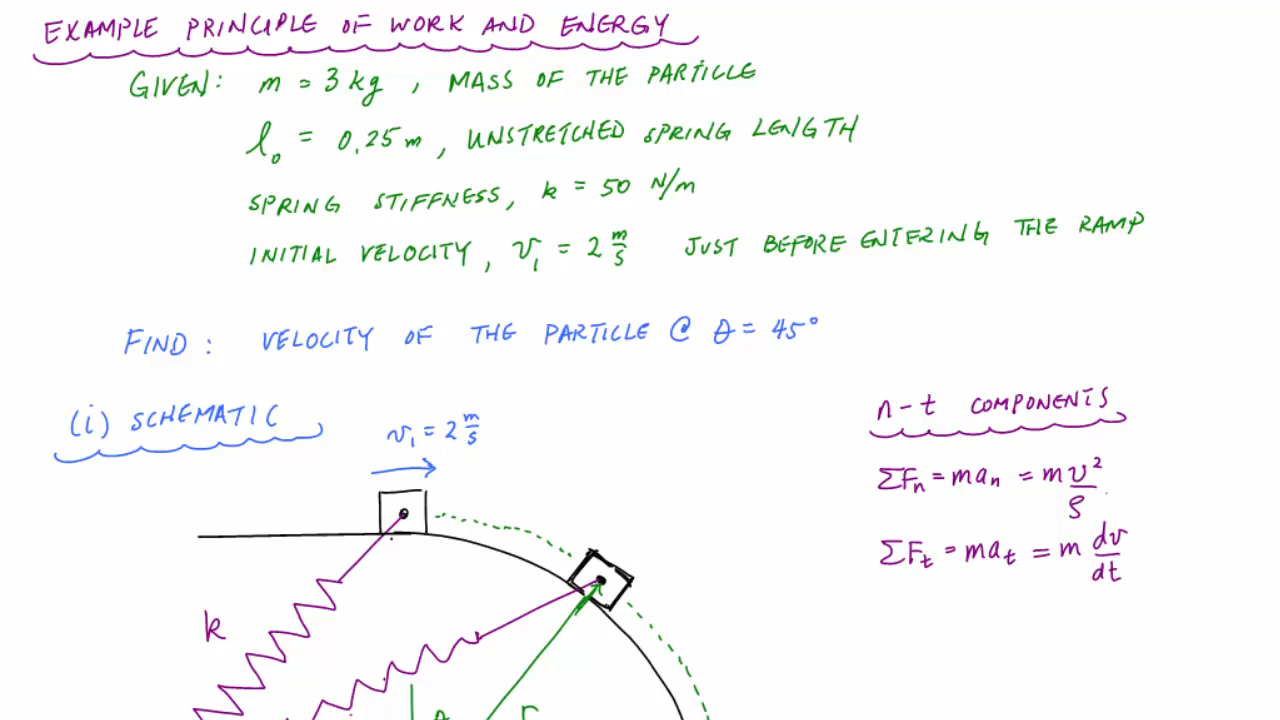 EXAMPLE PRINCIPLE OF WORK AND ENERGY
GIVEN: m = 3 kg, MASS OF THE PARTICLE
l₀ = 0.25 m, UNSTRETCHED SPRING LENGTH
SPRING STIFFNESS, k = 50 N/m
INITIAL VELOCITY, v₁ = 2 m/s JUST BEFORE ENTERING THE RAMP
FIND: VELOCITY OF THE PARTICLE @ θ = 45°
(i) SCHEMATIC
v₁ = 2 m/s
n-t COMPONENTS
ΣFₙ = maₙ = m v²/ρ
ΣFₜ = maₜ = m dv/dt
k
θ
r